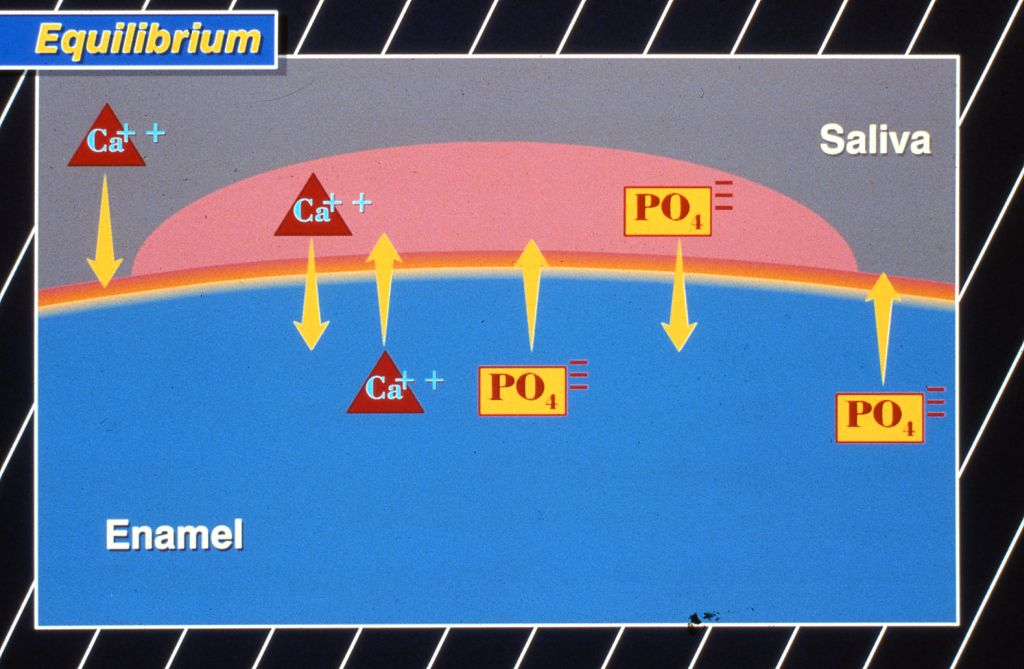 Equilibrium
Ca++
Saliva
Ca++
PO4≡
Ca++
PO4≡
PO4≡
Enamel